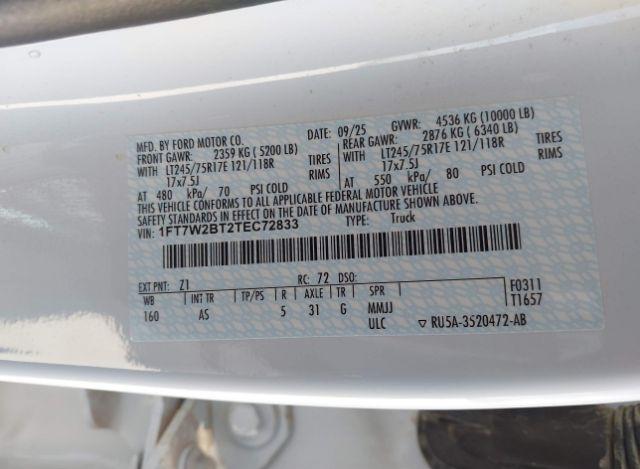 MFD. BY FORD MOTOR CO.
DATE: 09/25 GVWR: 4536 KG (10000 LB)
FRONT GAWR: 2359 KG (5200 LB)
REAR GAWR: 2876 KG (6340 LB)
WITH LT245/75R17E 121/118R TIRES
WITH LT245/75R17E 121/118R TIRES
17x7.5J RIMS
17x7.5J RIMS
AT 480 kPa/ 70 PSI COLD
AT 550 kPa/ 80 PSI COLD
THIS VEHICLE CONFORMS TO ALL APPLICABLE FEDERAL MOTOR VEHICLE
SAFETY STANDARDS IN EFFECT ON THE DATE OF MANUFACTURE SHOWN ABOVE.
VIN: 1FT7W2BT2TEC72833 TYPE: Truck
EXT PNT: Z1 RC: 72 DSO:
WB INT TR TP/PS R AXLE TR SPR
160 AS 5 31 G MMJJ
ULC
F0311
T1657
▽ RU5A-3520472-AB